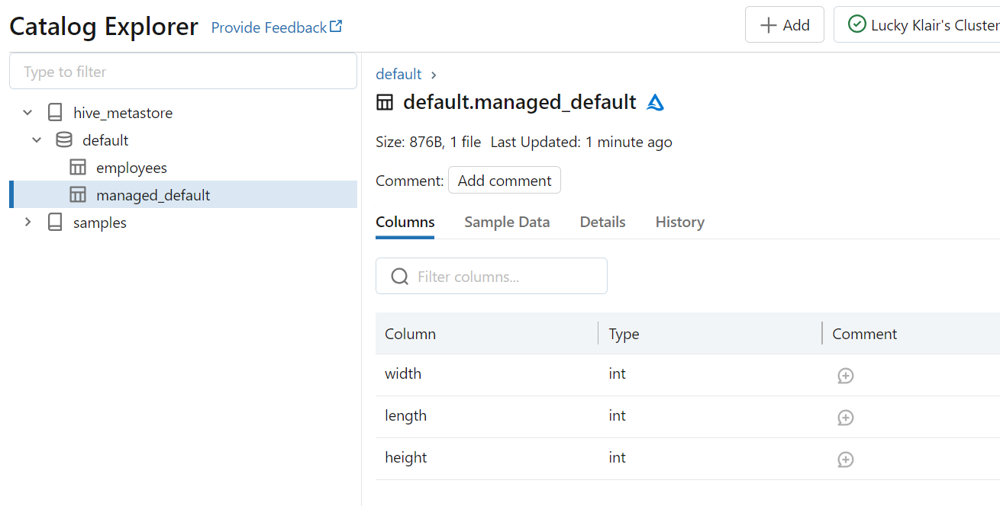 Catalog Explorer Provide Feedback
Add
Lucky Klair's Cluster
Type to filter
hive_metastore
default
employees
managed_default
samples
default ›
default.managed_default
Size: 876B, 1 file Last Updated: 1 minute ago
Comment: Add comment
Columns Sample Data Details History
Filter columns...
Column Type Comment
width int
length int
height int